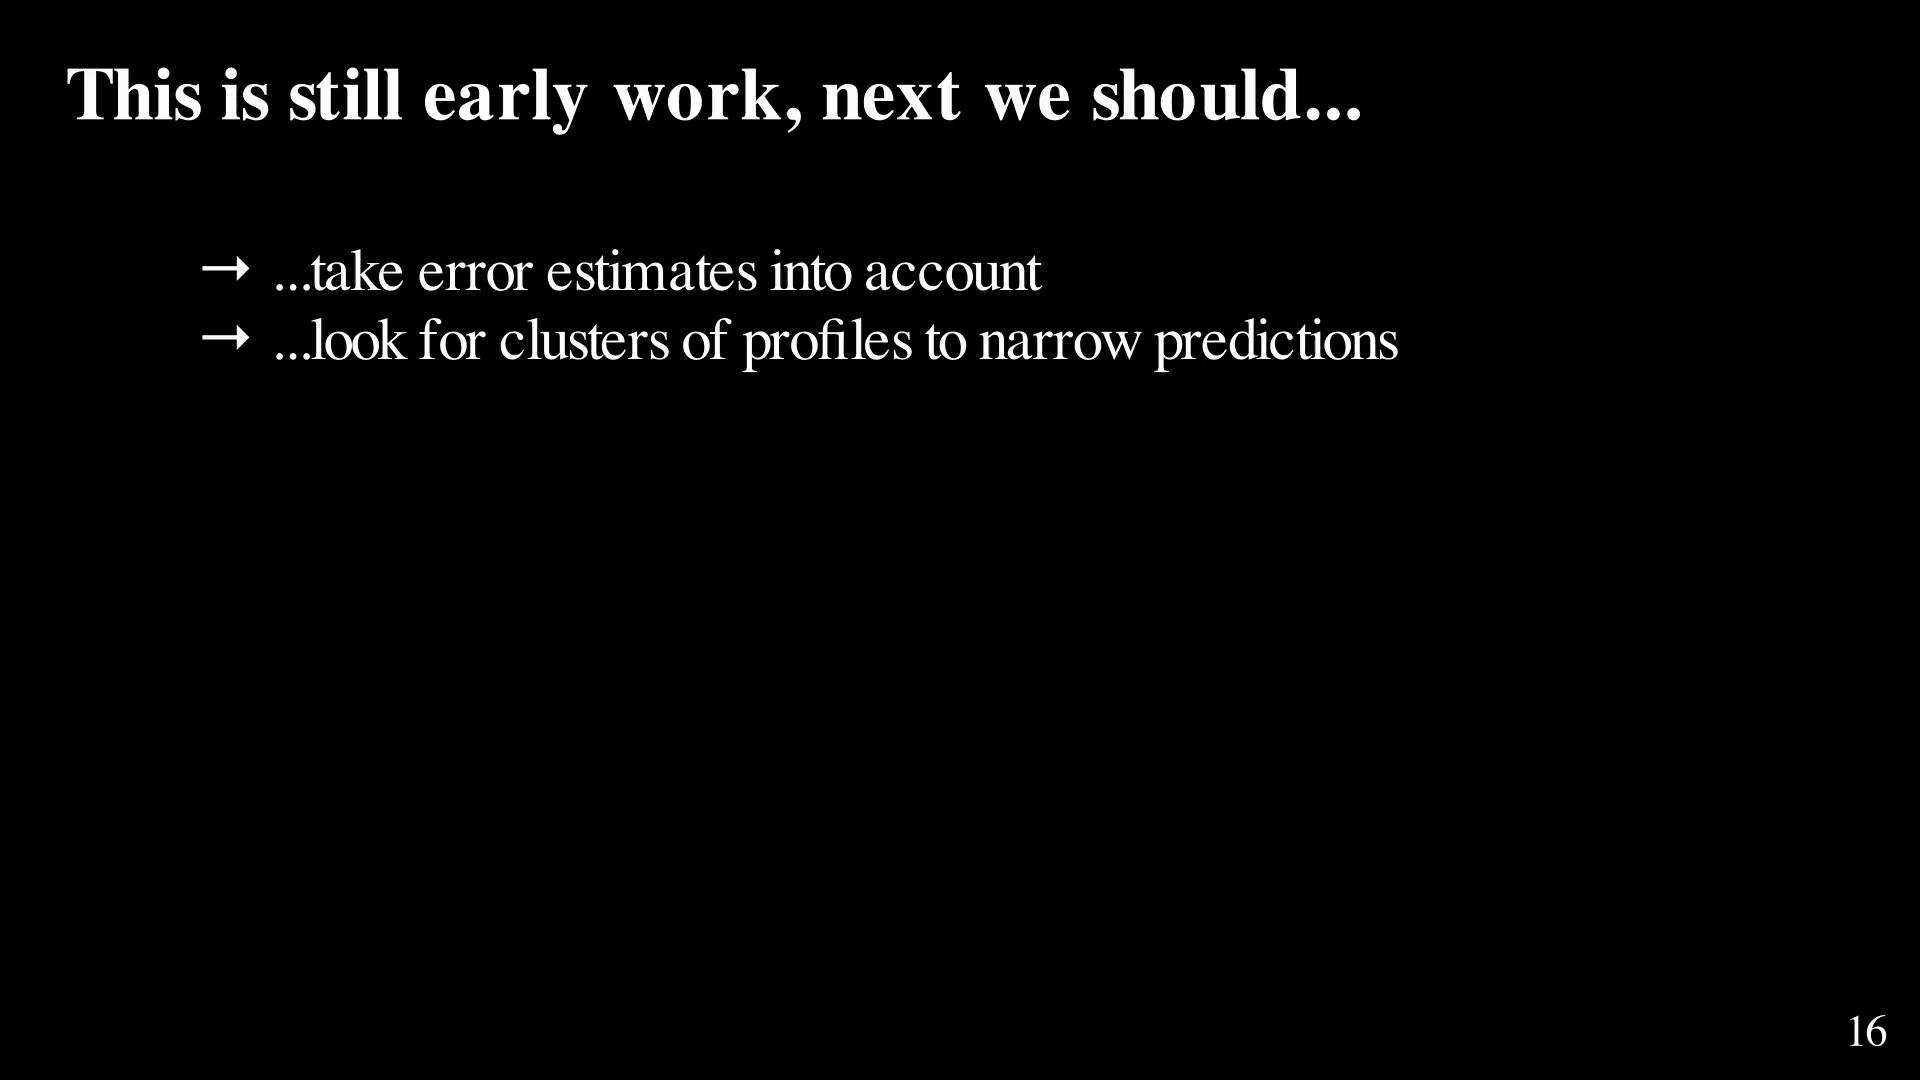 This is still early work, next we should...
→ ...take error estimates into account
→ ...look for clusters of profiles to narrow predictions
16